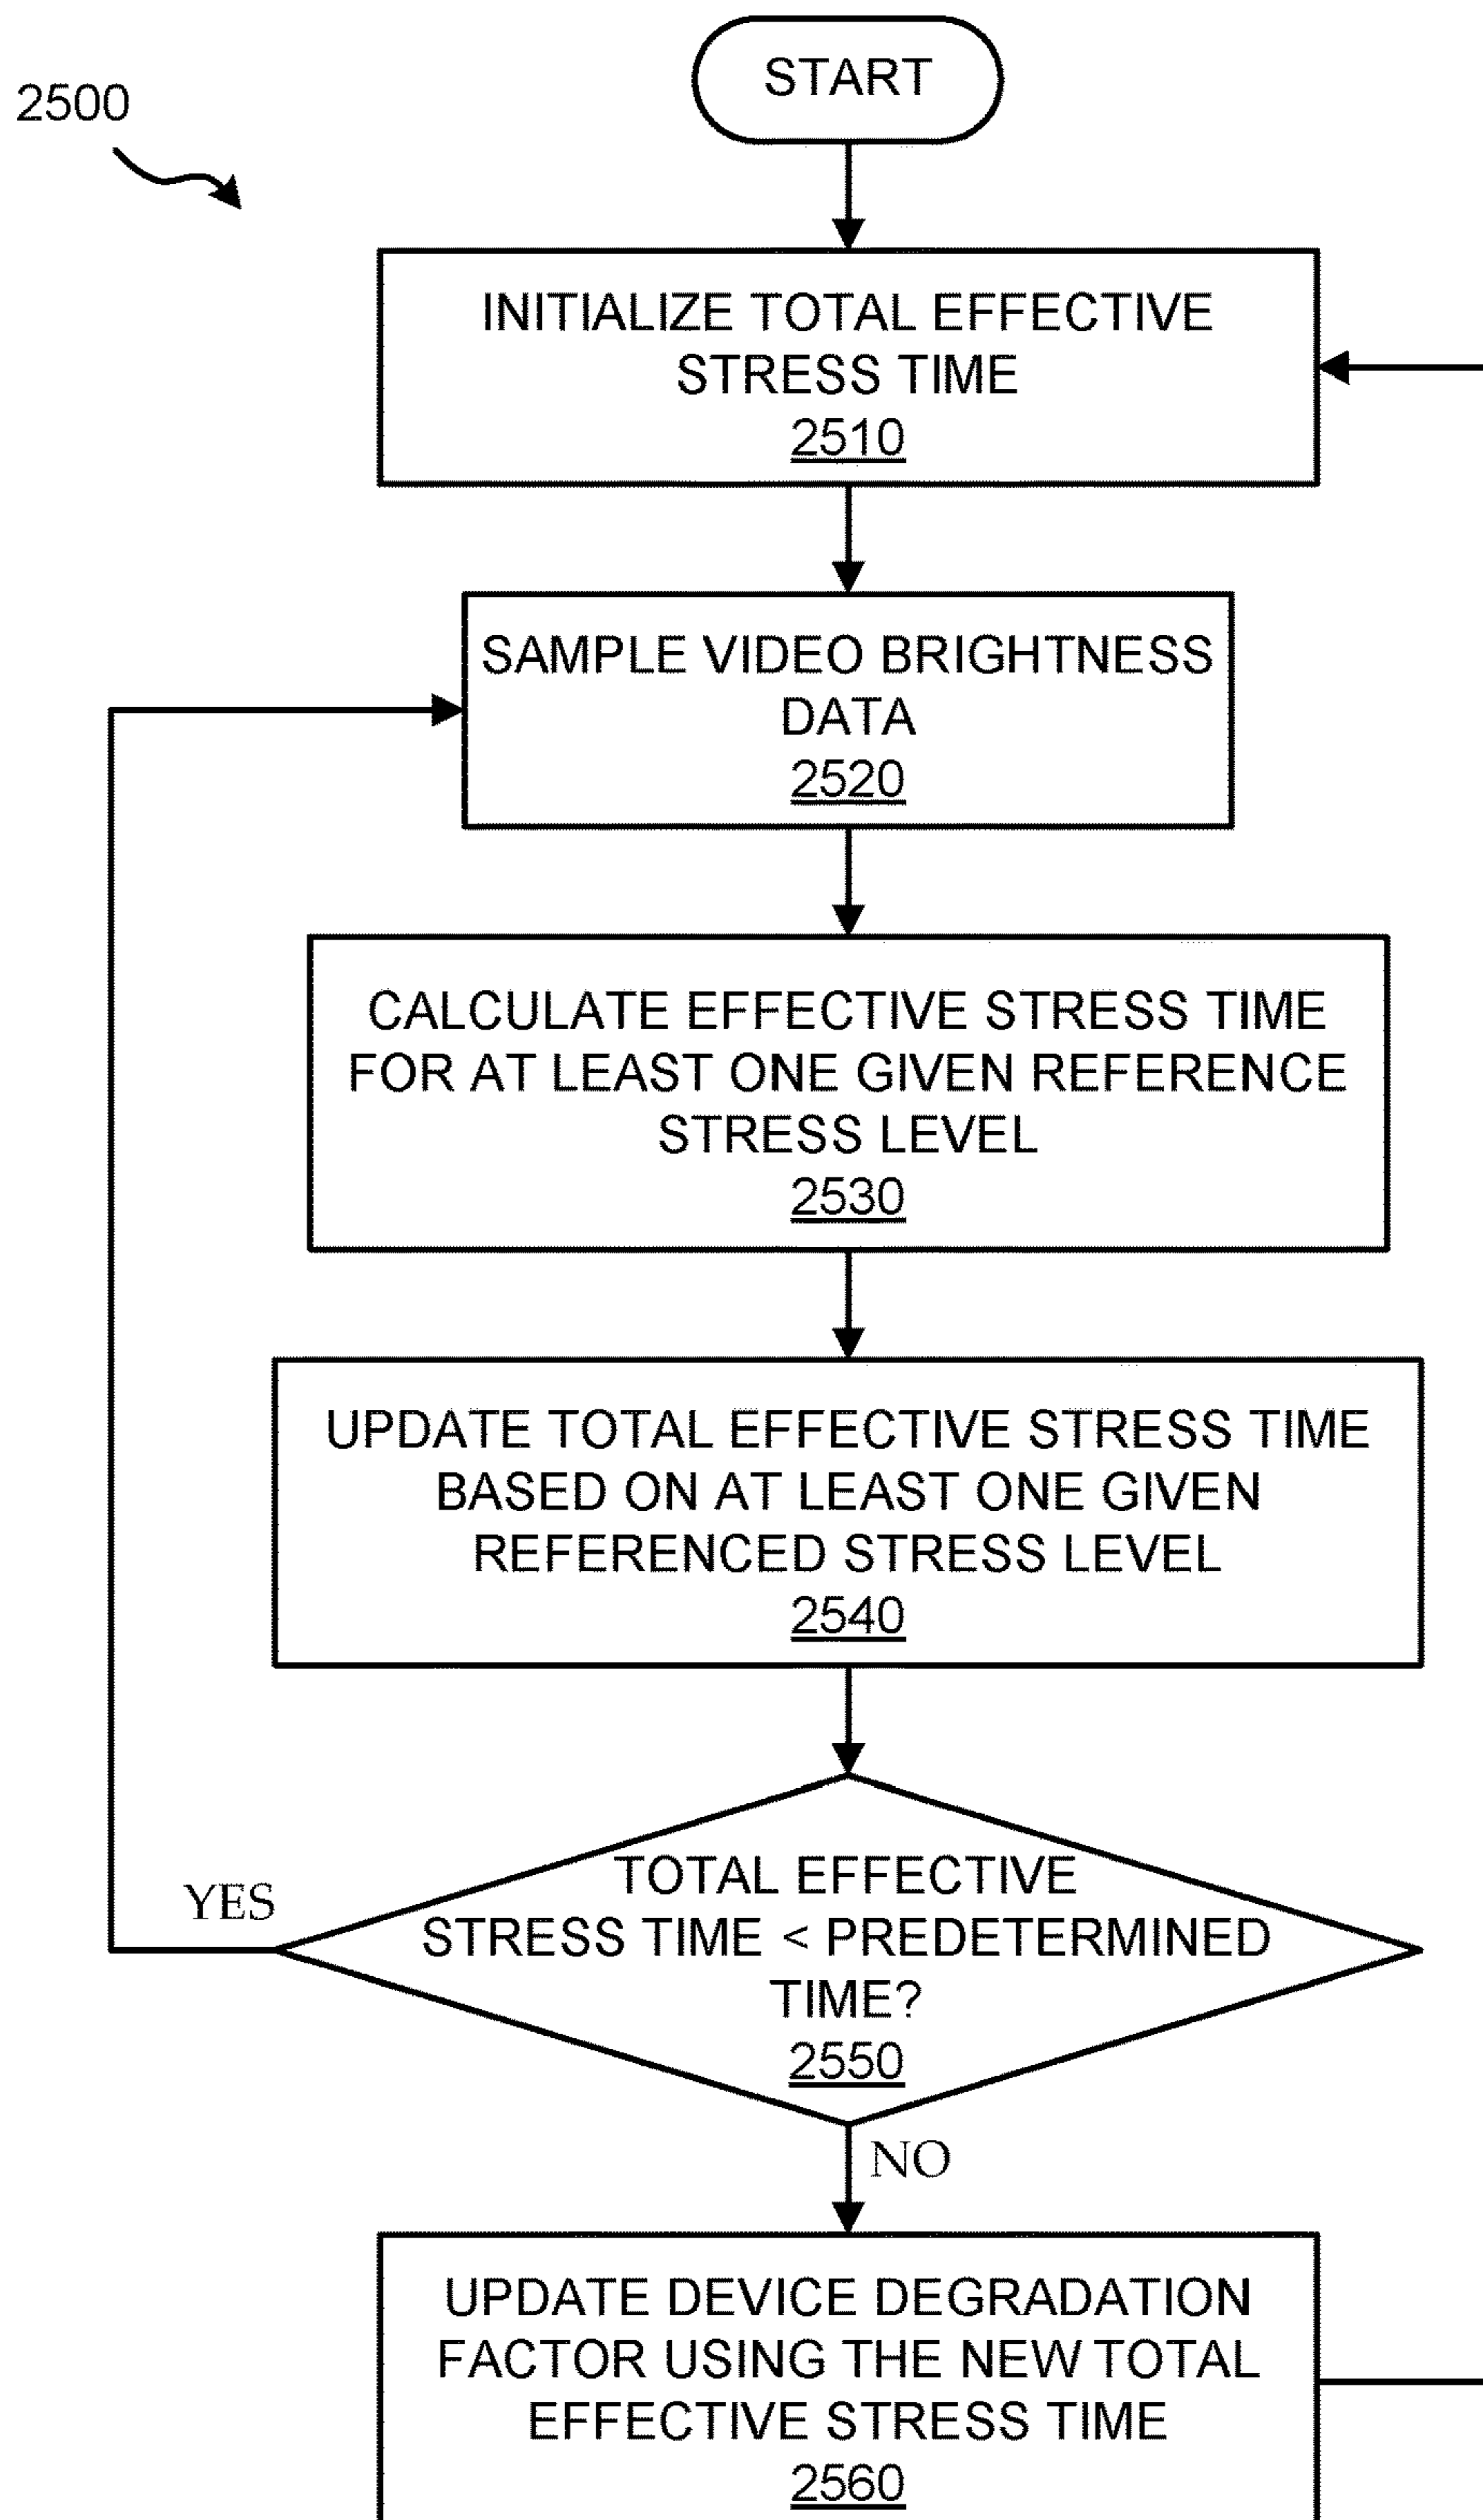 START
2500
INITIALIZE TOTAL EFFECTIVE
STRESS TIME
2510
SAMPLE VIDEO BRIGHTNESS
DATA
2520
CALCULATE EFFECTIVE STRESS TIME
FOR AT LEAST ONE GIVEN REFERENCE
STRESS LEVEL
2530
UPDATE TOTAL EFFECTIVE STRESS TIME
BASED ON AT LEAST ONE GIVEN
REFERENCED STRESS LEVEL
2540
TOTAL EFFECTIVE
STRESS TIME < PREDETERMINED
TIME?
2550
YES
NO
UPDATE DEVICE DEGRADATION
FACTOR USING THE NEW TOTAL
EFFECTIVE STRESS TIME
2560